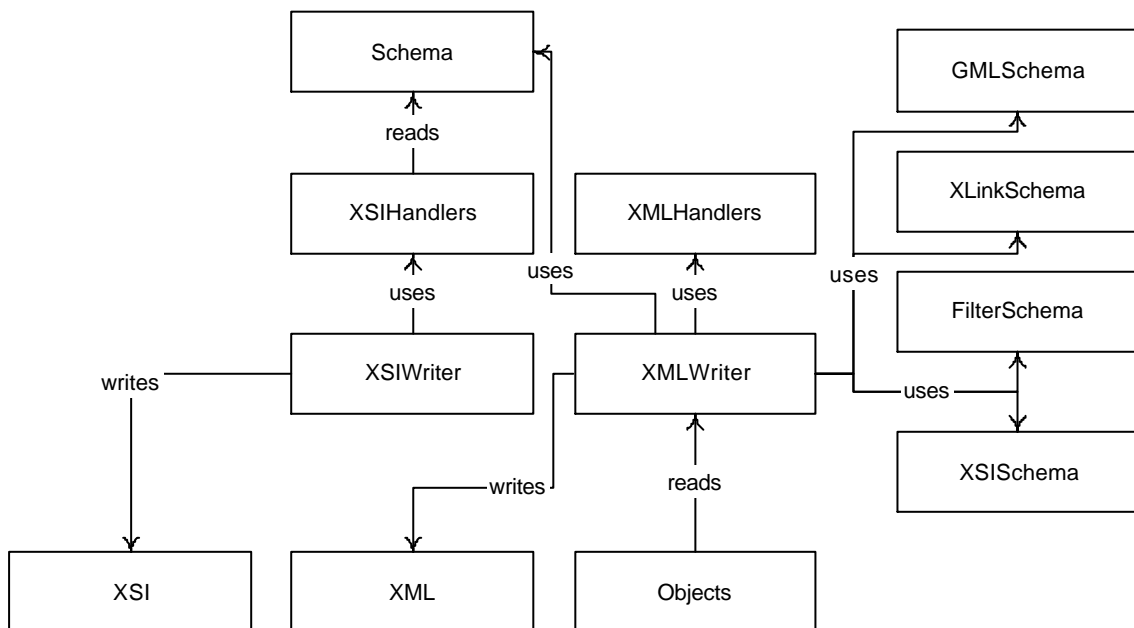 Schema
GMLSchema
reads
XLinkSchema
XSIHandlers
XMLHandlers
uses
uses
uses
uses
FilterSchema
XSIWriter
XMLWriter
writes
uses
XSISchema
writes
reads
XSI
XML
Objects